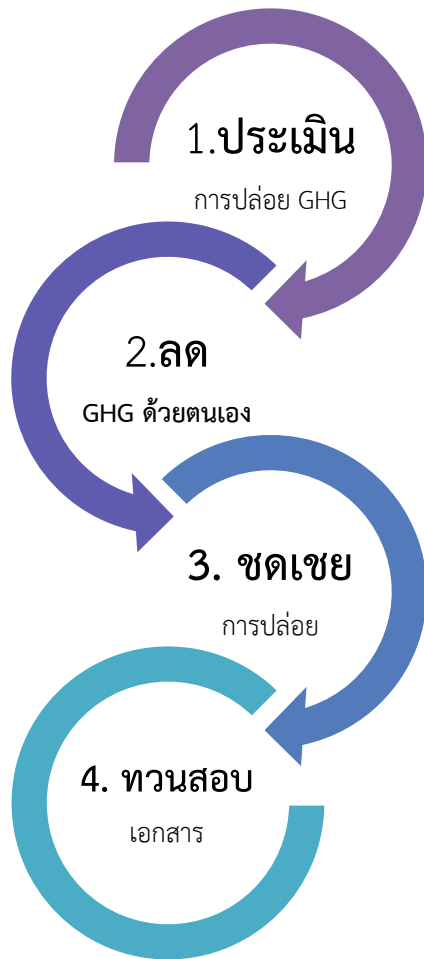 1.ประเมิน
การปล่อย GHG
2.ลด
GHG ด้วยตนเอง
3. ชดเชย
การปล่อย
4. ทวนสอบ
เอกสาร